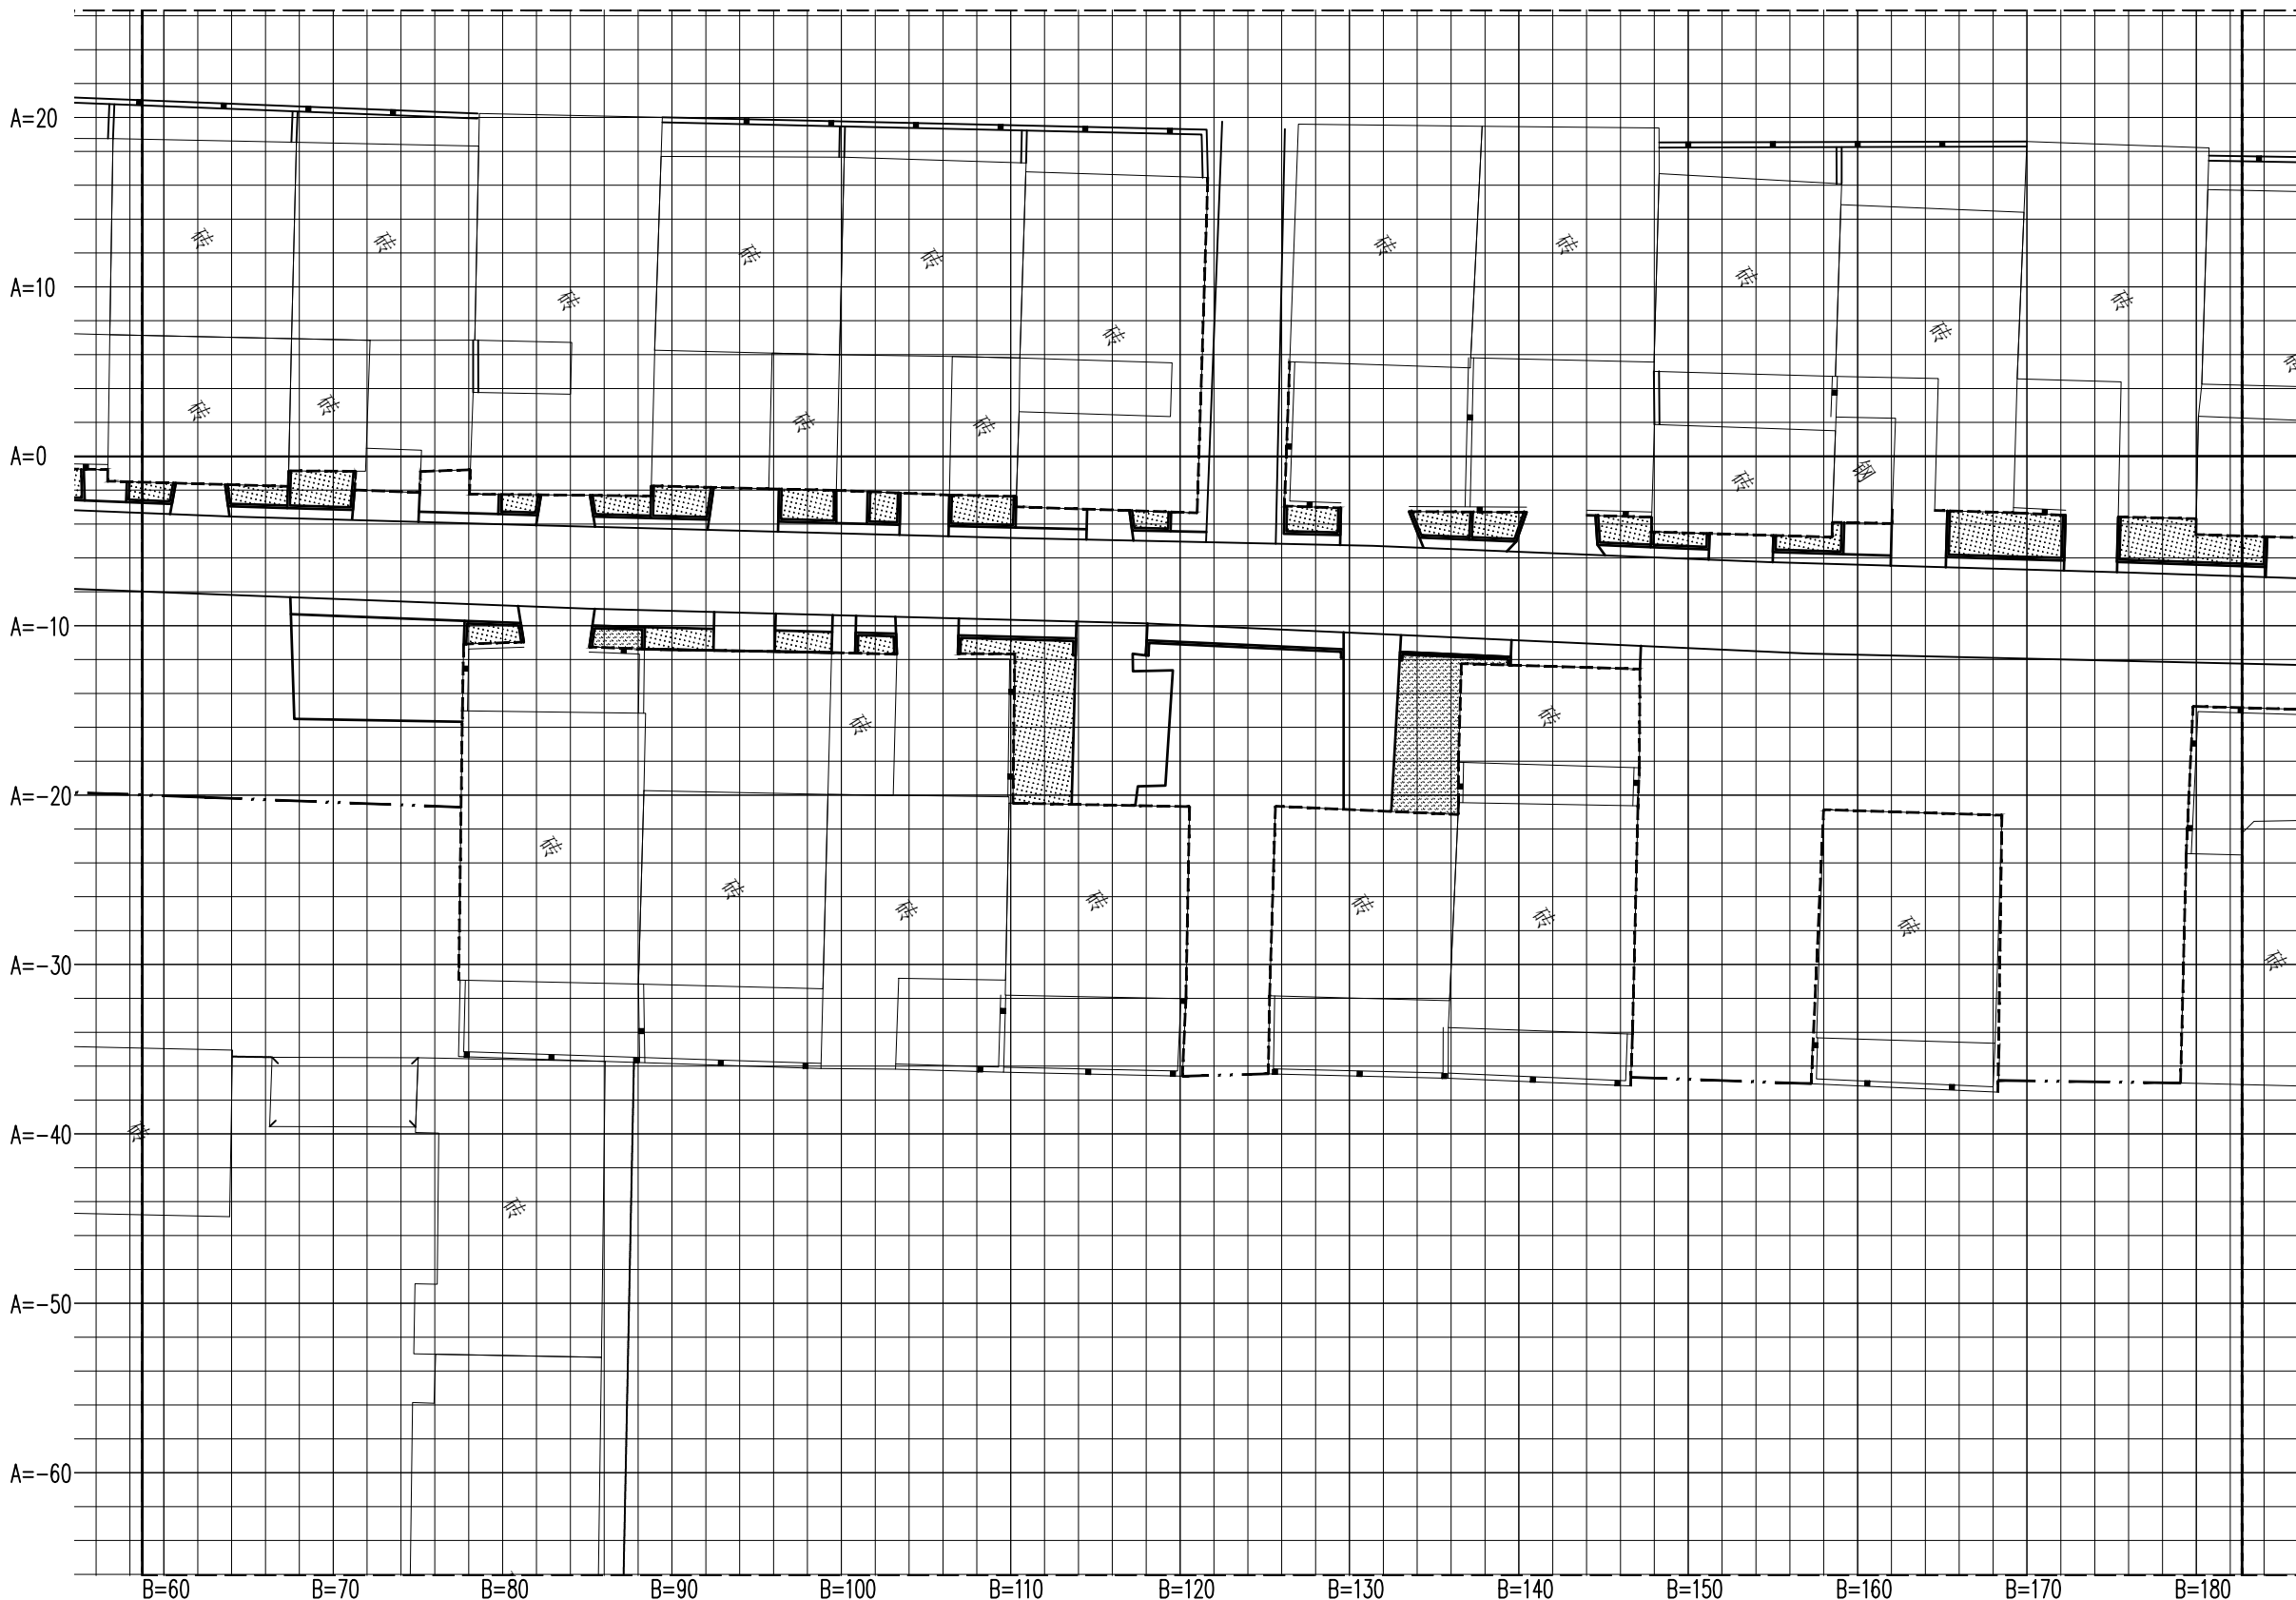 A=20
砖 砖 砖 砖 砖 砖 砖
A=10
砖 砖 砖 砖 砖
砖
砖 砖 砖 砖
A=0
钢 砖
A=-10
砖 砖
A=-20
砖
砖 砖 砖 砖 砖 砖
A=-30
砖
A=-40
砖
砖
A=-50
A=-60
B=60 B=70 B=80 B=90 B=100 B=110 B=120 B=130 B=140 B=150 B=160 B=170 B=180